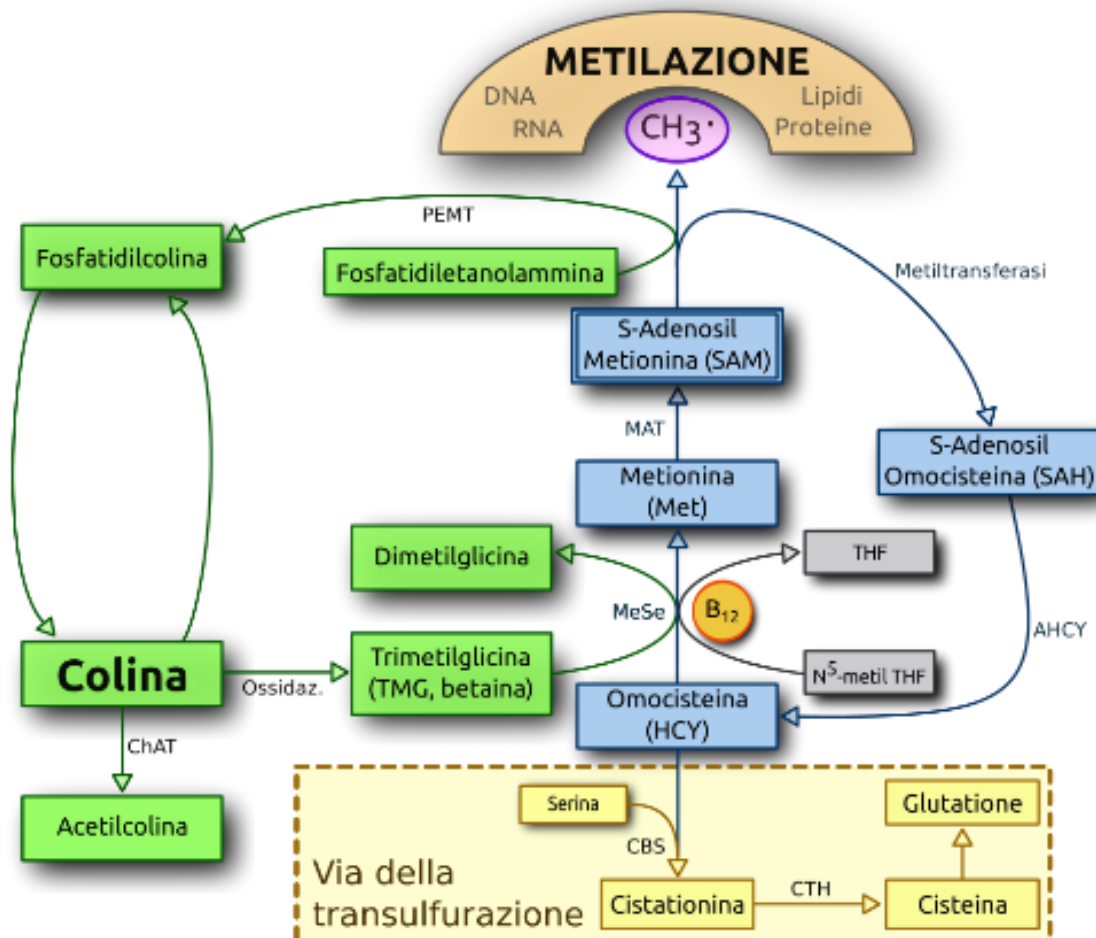 METILAZIONE
DNA
RNA
Lipidi
Proteine
CH3·
PEMT
Fosfatidilcolina
Fosfatidiletanolammina
Metiltransferasi
S-Adenosil
Metionina (SAM)
MAT
S-Adenosil
Omocisteina (SAH)
Metionina
(Met)
Dimetilglicina
THF
MeSe
B12
AHCY
Colina
Ossidaz.
Trimetilglicina
(TMG, betaina)
N5-metil THF
Omocisteina
(HCY)
ChAT
Acetilcolina
Serina
Glutatione
CBS
Via della
transulfurazione
Cistationina
CTH
Cisteina